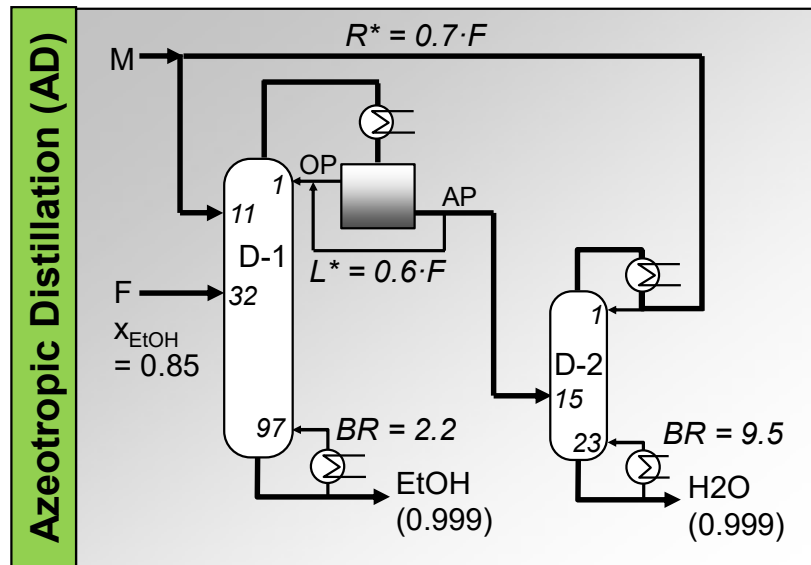 Azeotropic Distillation (AD)
M
R* = 0.7·F
OP
1
AP
11
D-1
L* = 0.6·F
F
32
x_EtOH
= 0.85
1
D-2
15
97
BR = 2.2
23
BR = 9.5
EtOH
(0.999)
H2O
(0.999)